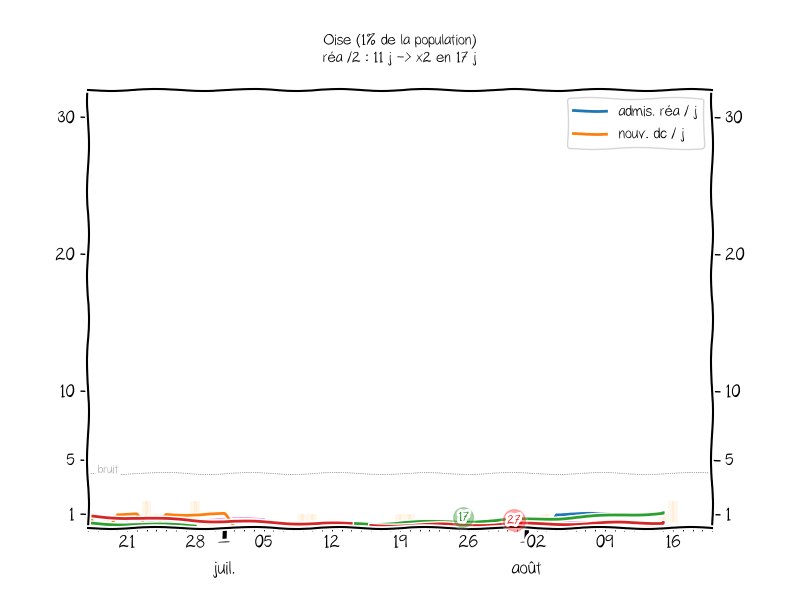 Oise (1% de la population)
réa /2 : 11 j -> x2 en 17 j
admis. réa / j
nouv. dc / j
30
30
20
20
10
10
5
5
bruit
1
1
17
27
21 28 05 12 19 26 02 09 16
juil. août